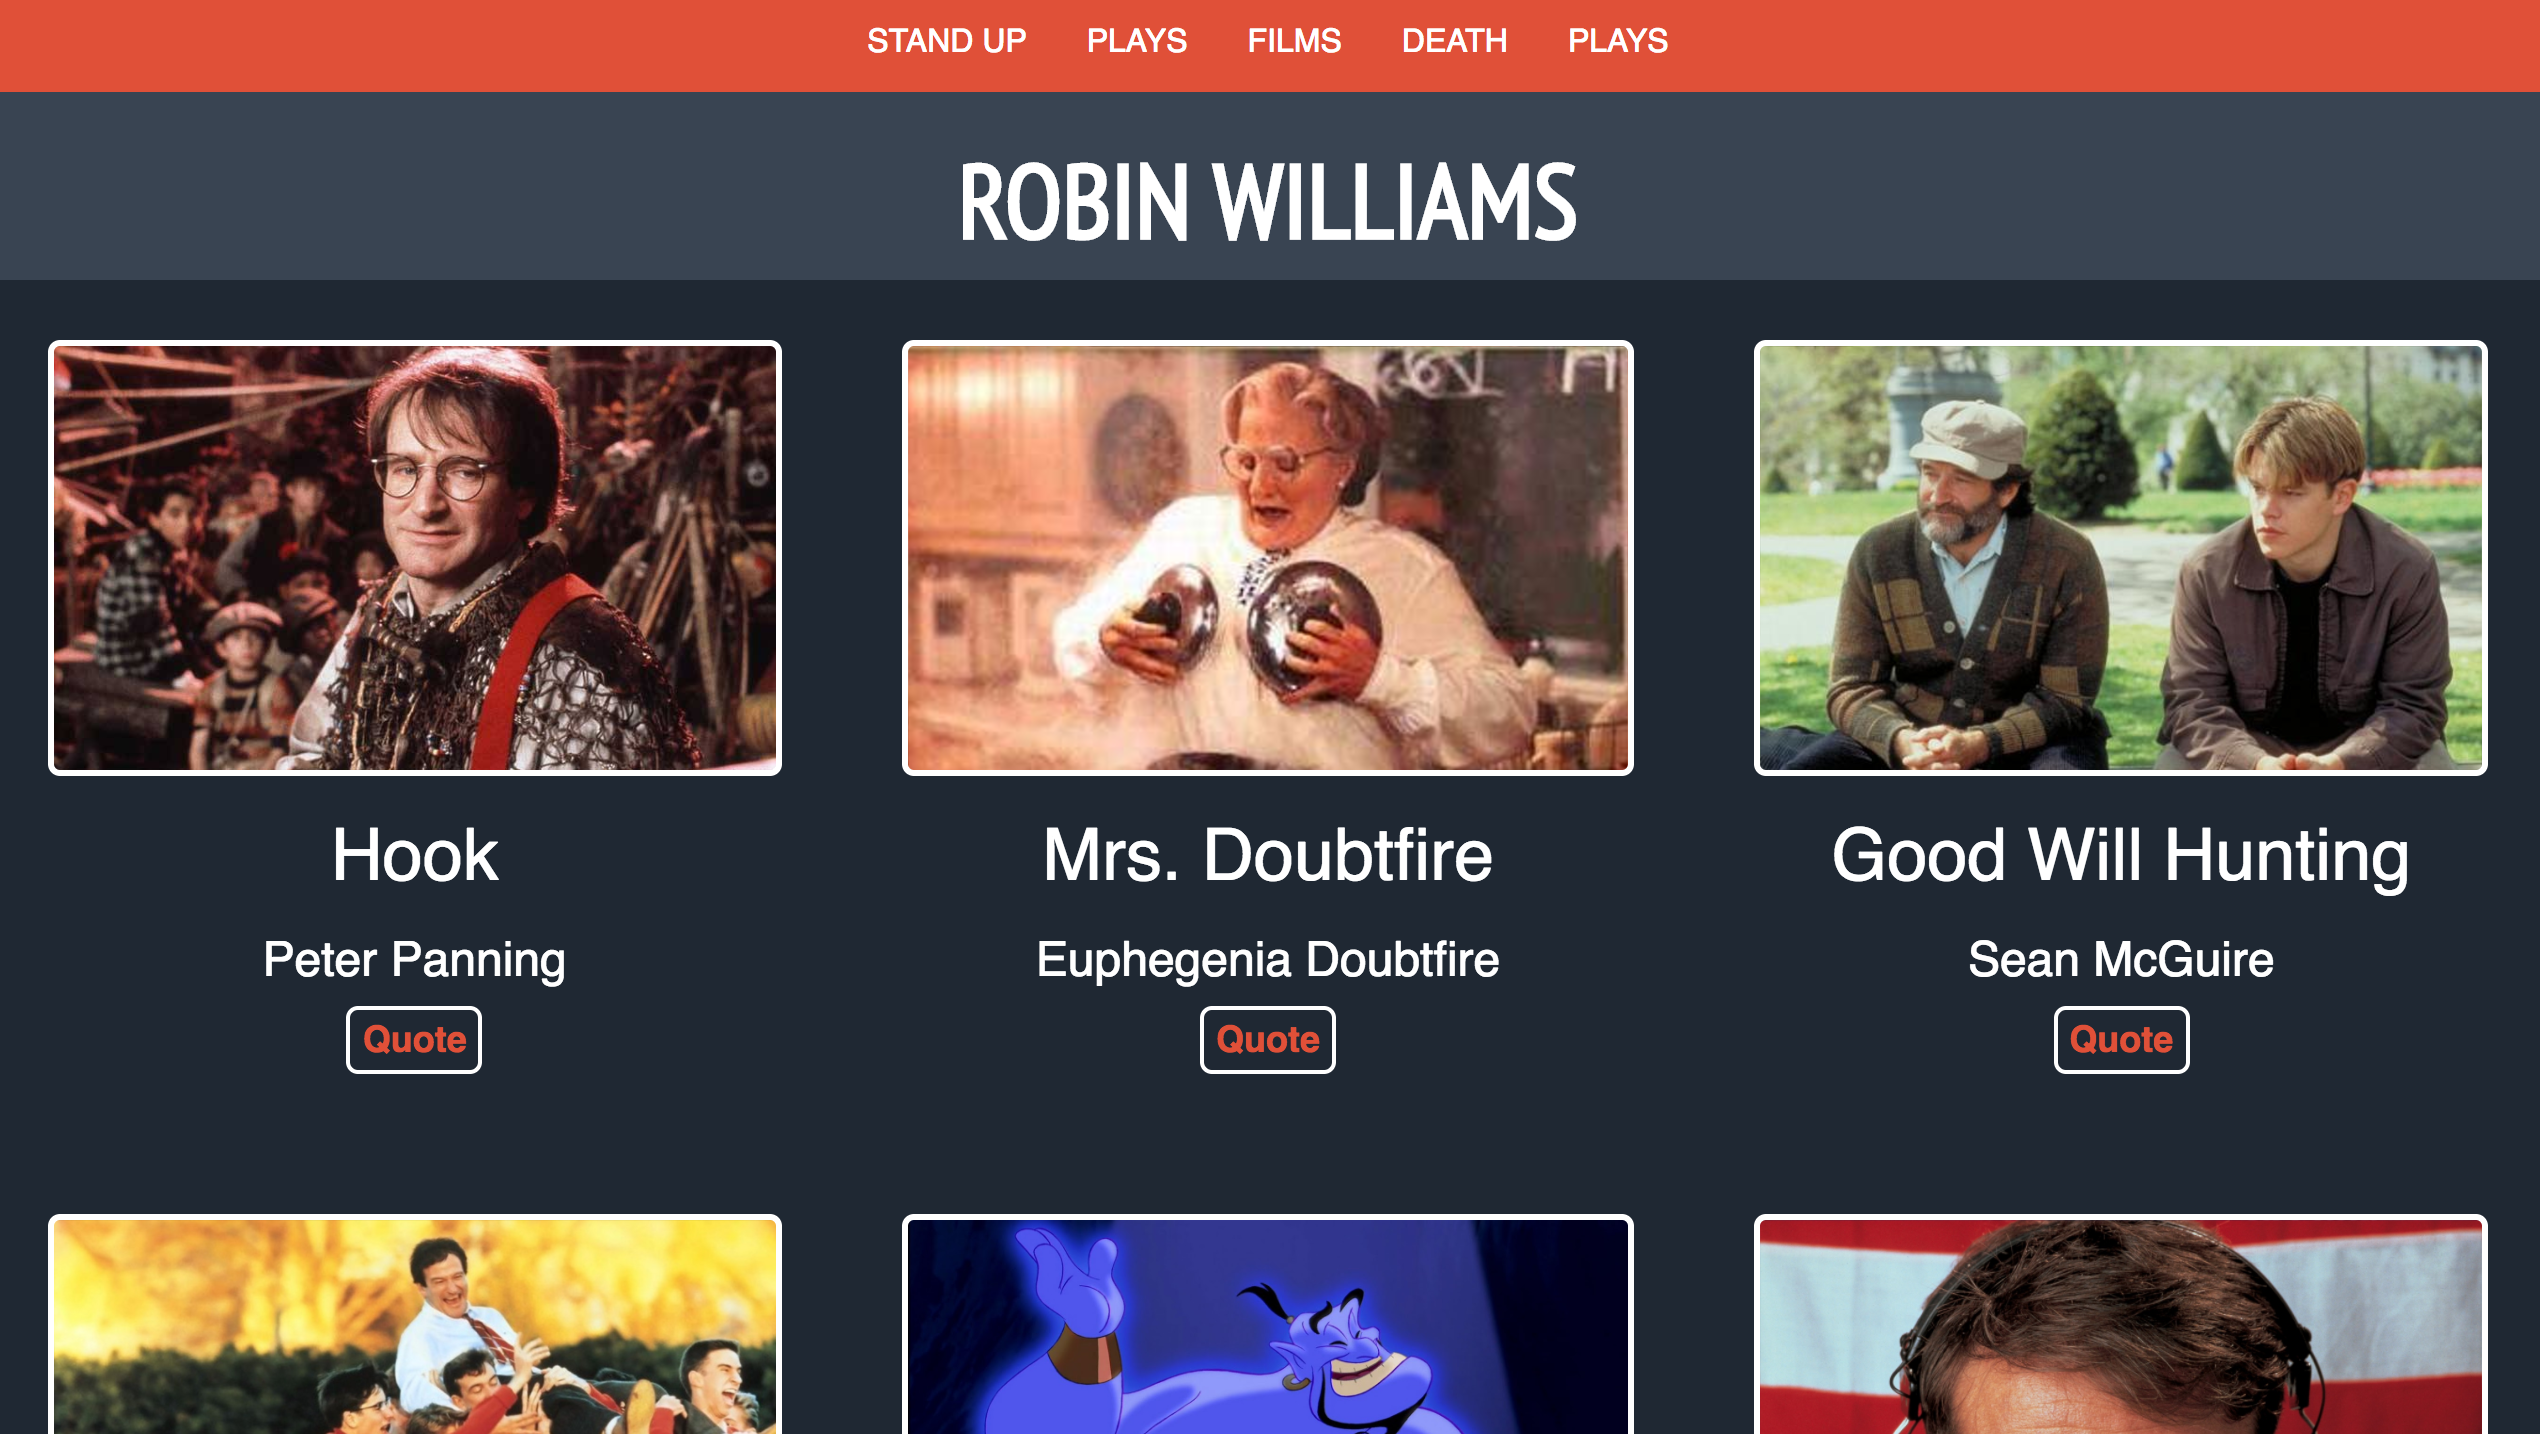 STAND UP PLAYS FILMS DEATH PLAYS
ROBIN WILLIAMS
Hook
Mrs. Doubtfire
Good Will Hunting
Peter Panning
Euphegenia Doubtfire
Sean McGuire
Quote
Quote
Quote